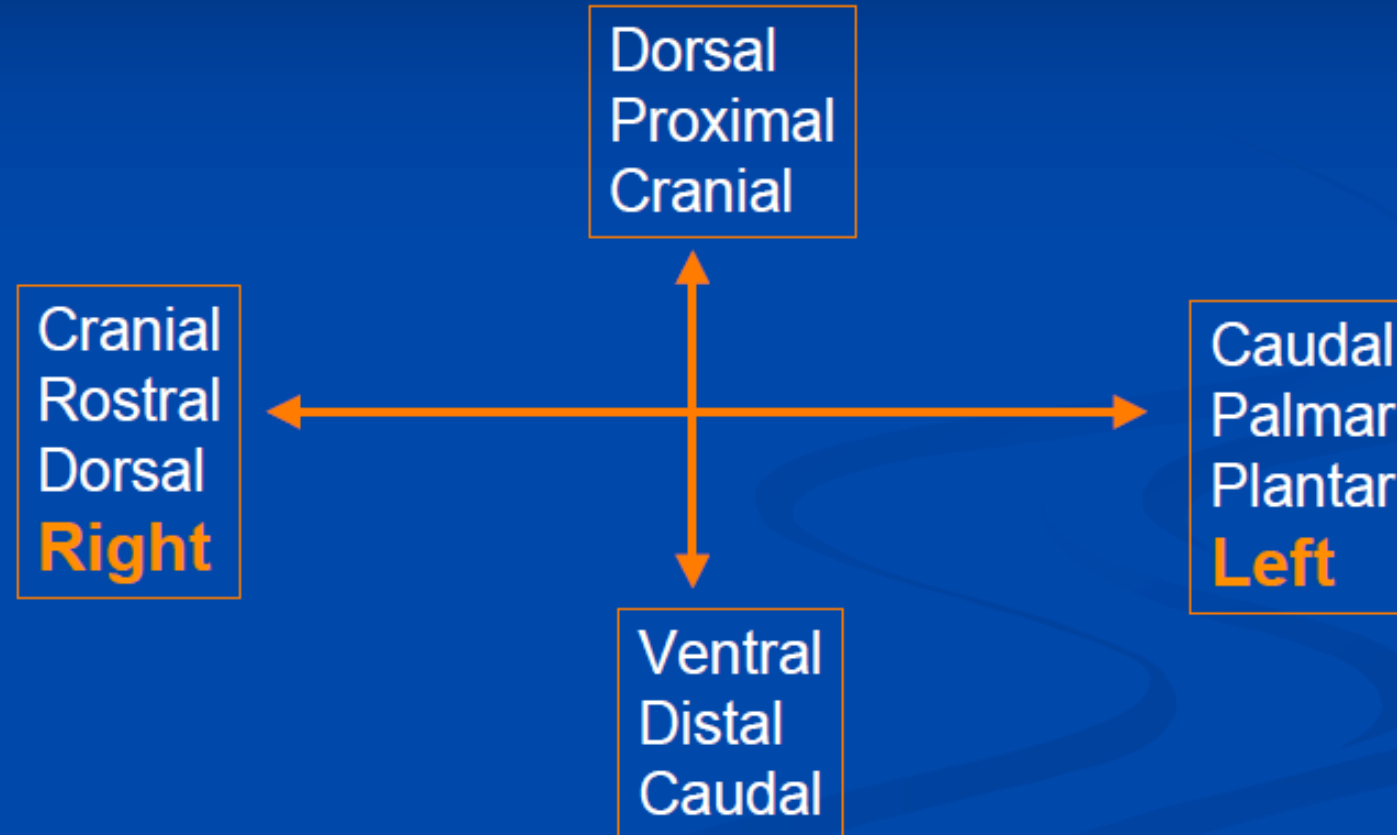 Dorsal
Proximal
Cranial
Cranial
Rostral
Dorsal
Right
Caudal
Palmar
Plantar
Left
Ventral
Distal
Caudal